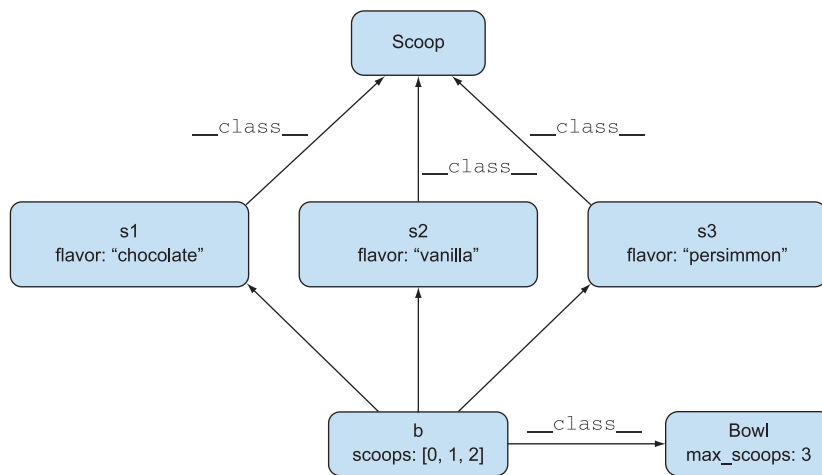 Scoop
__class__
__class__
__class__
s1
flavor: “chocolate”
s2
flavor: “vanilla”
s3
flavor: “persimmon”
b
scoops: [0, 1, 2]
__class__
Bowl
max_scoops: 3